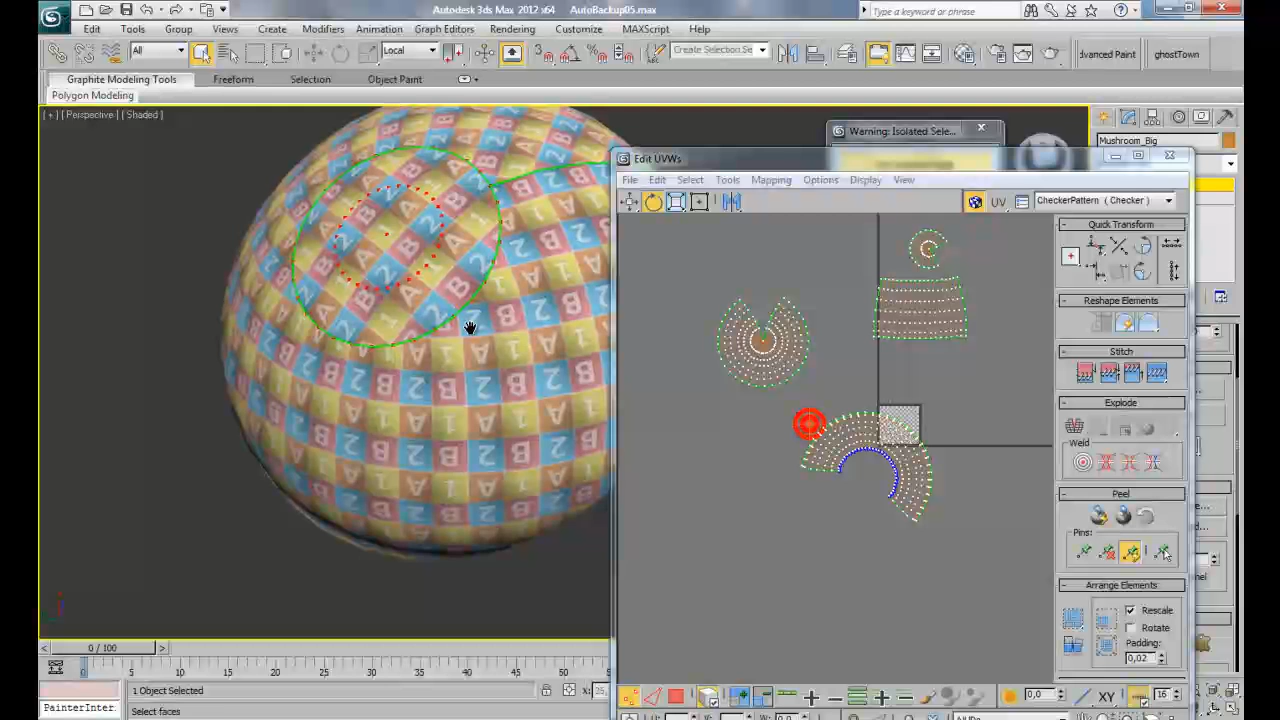 Autodesk 3ds Max 2012 x64 AutoBackup05.max
Type a keyword or phrase
Edit Tools Group Views Create Modifiers Animation Graph Editors Rendering Customize MAXScript Help
All Local Create Selection Se dvanced Paint ghostTown
Graphite Modeling Tools Freeform Selection Object Paint
Polygon Modeling
[ + ] [ Perspective ] [ Shaded ]
Warning: Isolated Sele...
Mushroom_Big
Edit UVWs
File Edit Select Tools Mapping Options Display View
UV CheckerPattern ( Checker )
Quick Transform
Reshape Elements
Stitch
Explode
Weld
Peel
Pins:
Arrange Elements
Rescale
Rotate
Padding:
0,02
0 / 100
0 5 10 15 20 25 30 35 40 45 50
1 Object Selected X: 25,
PainterInter Select faces
0,0 XY 16
U: V: W: